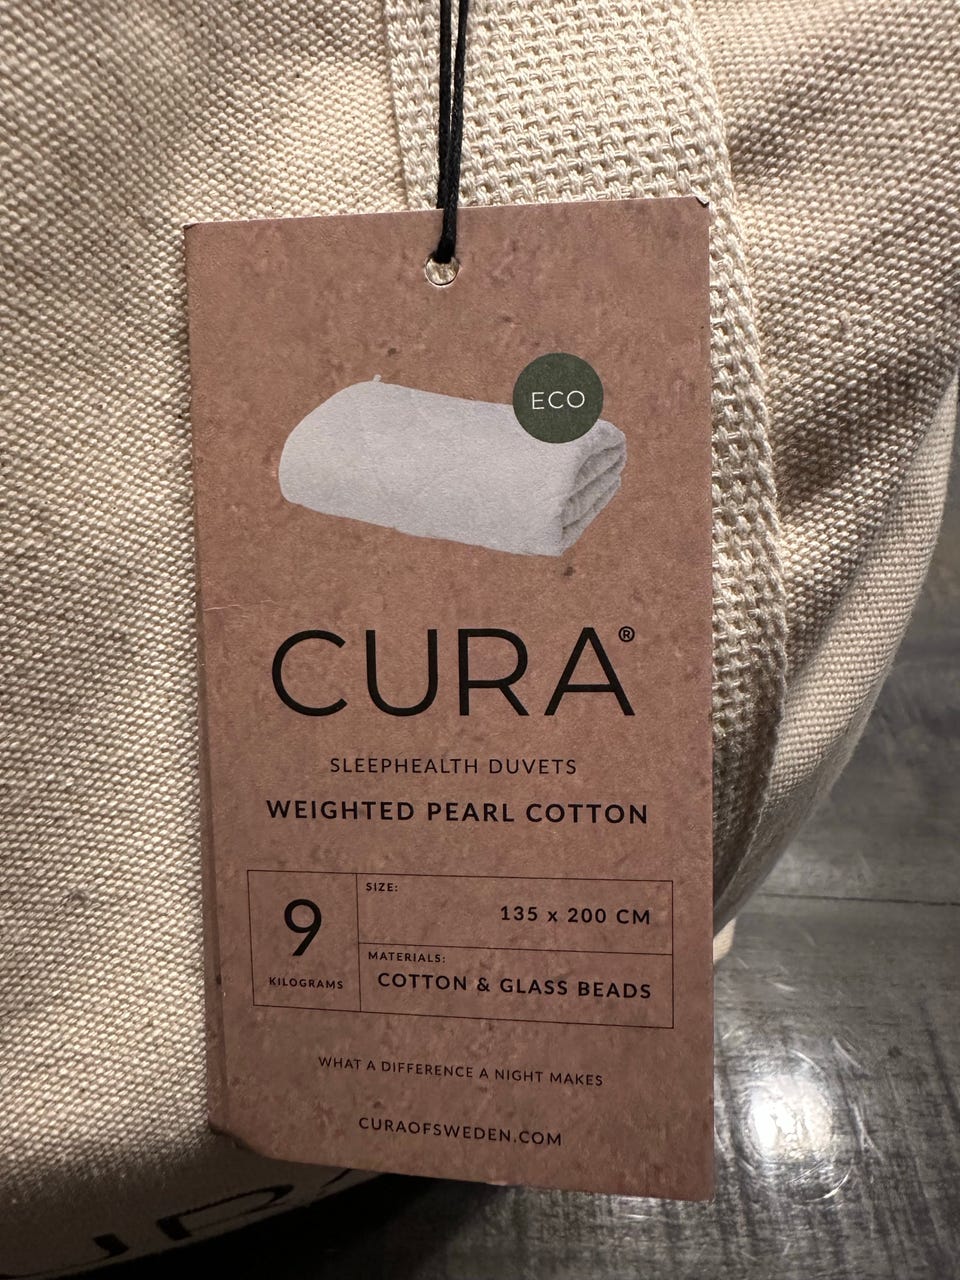 ECO
CURA®
SLEEPHEALTH DUVETS
WEIGHTED PEARL COTTON
9
KILOGRAMS
SIZE:
135 x 200 CM
MATERIALS:
COTTON & GLASS BEADS
WHAT A DIFFERENCE A NIGHT MAKES
CURAOFSWEDEN.COM